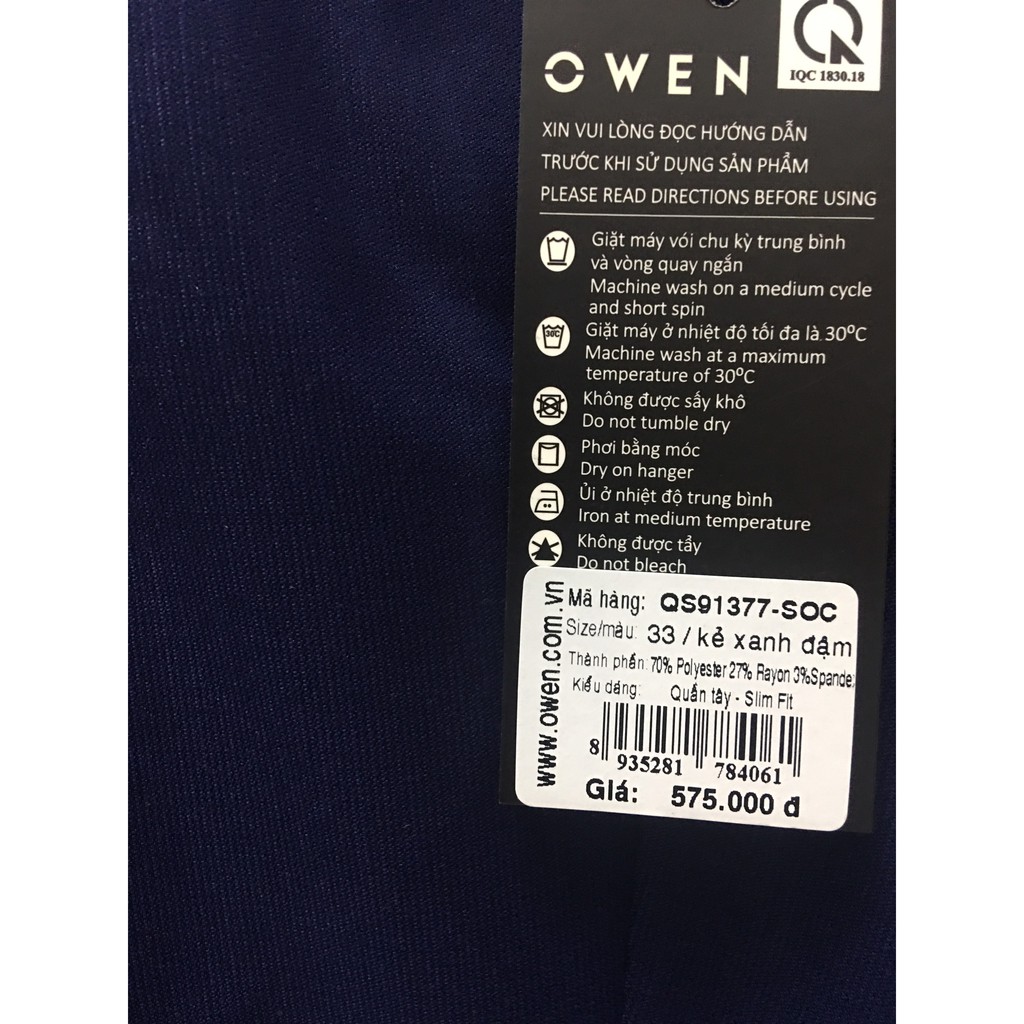 IQC 1830.18
OWEN
XIN VUI LÒNG ĐỌC HƯỚNG DẪN
TRƯỚC KHI SỬ DỤNG SẢN PHẨM
PLEASE READ DIRECTIONS BEFORE USING
Giặt máy vói chu kỳ trung bình
và vòng quay ngắn
Machine wash on a medium cycle
and short spin
30C
Giặt máy ở nhiệt độ tối đa là 30ºC
Machine wash at a maximum
temperature of 30ºC
Không được sấy khô
Do not tumble dry
Phơi bằng móc
Dry on hanger
Ủi ở nhiệt độ trung bình
Iron at medium temperature
Không được tẩy
Do not bleach
www.owen.com.vn
Mã hàng: QS91377-SOC
Size/màu: 33 / kẻ xanh đậm
Thành phần: 70% Polyester 27% Rayon 3%Spande
Kiểu dáng: Quần tây - Slim Fit
8 935281 784061
Giá: 575.000 đ